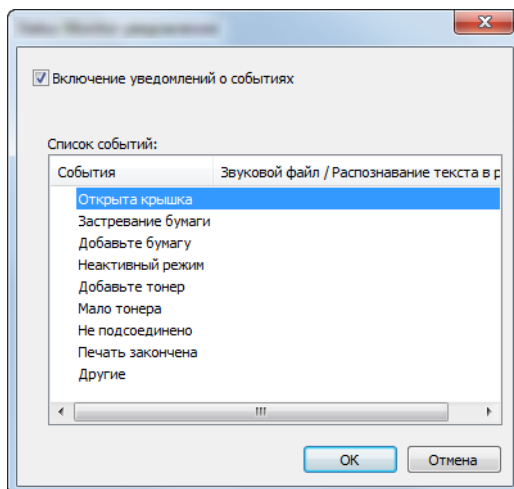 Включение уведомлений о событиях
Список событий:
События Звуковой файл / Распознавание текста в р
Открыта крышка
Застревание бумаги
Добавьте бумагу
Неактивный режим
Добавьте тонер
Мало тонера
Не подсоединено
Печать закончена
Другие
OK Отмена